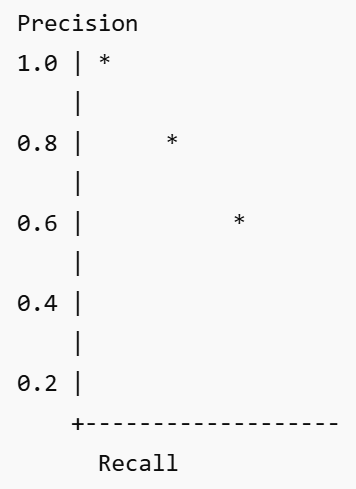 Precision
1.0 | *
    |
0.8 |     *
    |
0.6 |          *
    |
0.4 |
    |
0.2 |
    +-------------------
      Recall